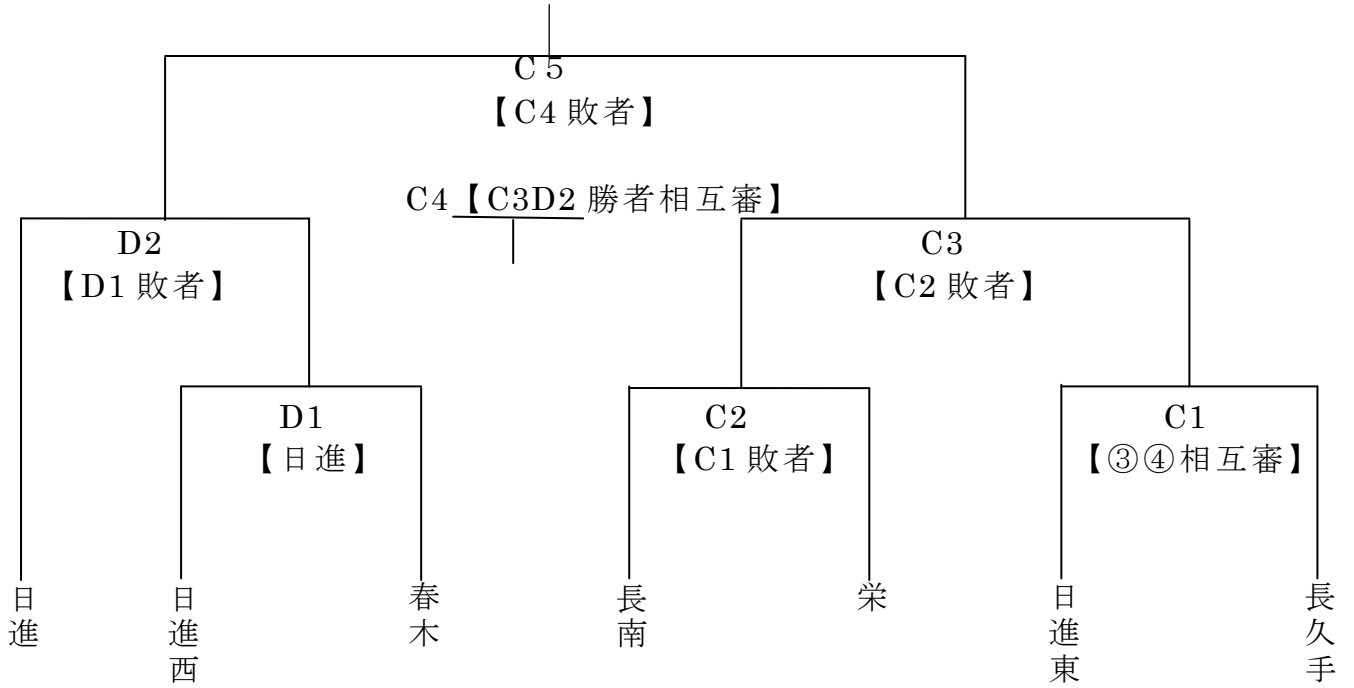 C5
【C4敗者】
C4【C3D2勝者相互審】
D2
【D1敗者】
C3
【C2敗者】
D1
【日進】
C2
【C1敗者】
C1
【③④相互審】
日進
日進西
春木
長南
栄
日進東
長久手